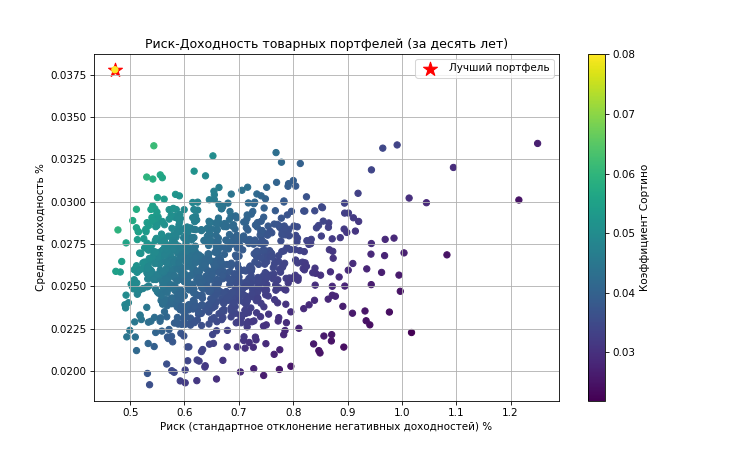 Риск-Доходность товарных портфелей (за десять лет)
Лучший портфель
Средняя доходность %
0.0375
0.0350
0.0325
0.0300
0.0275
0.0250
0.0225
0.0200
0.5 0.6 0.7 0.8 0.9 1.0 1.1 1.2
Риск (стандартное отклонение негативных доходностей) %
0.08
0.07
0.06
0.05
0.04
0.03
Коэффициент Сортино